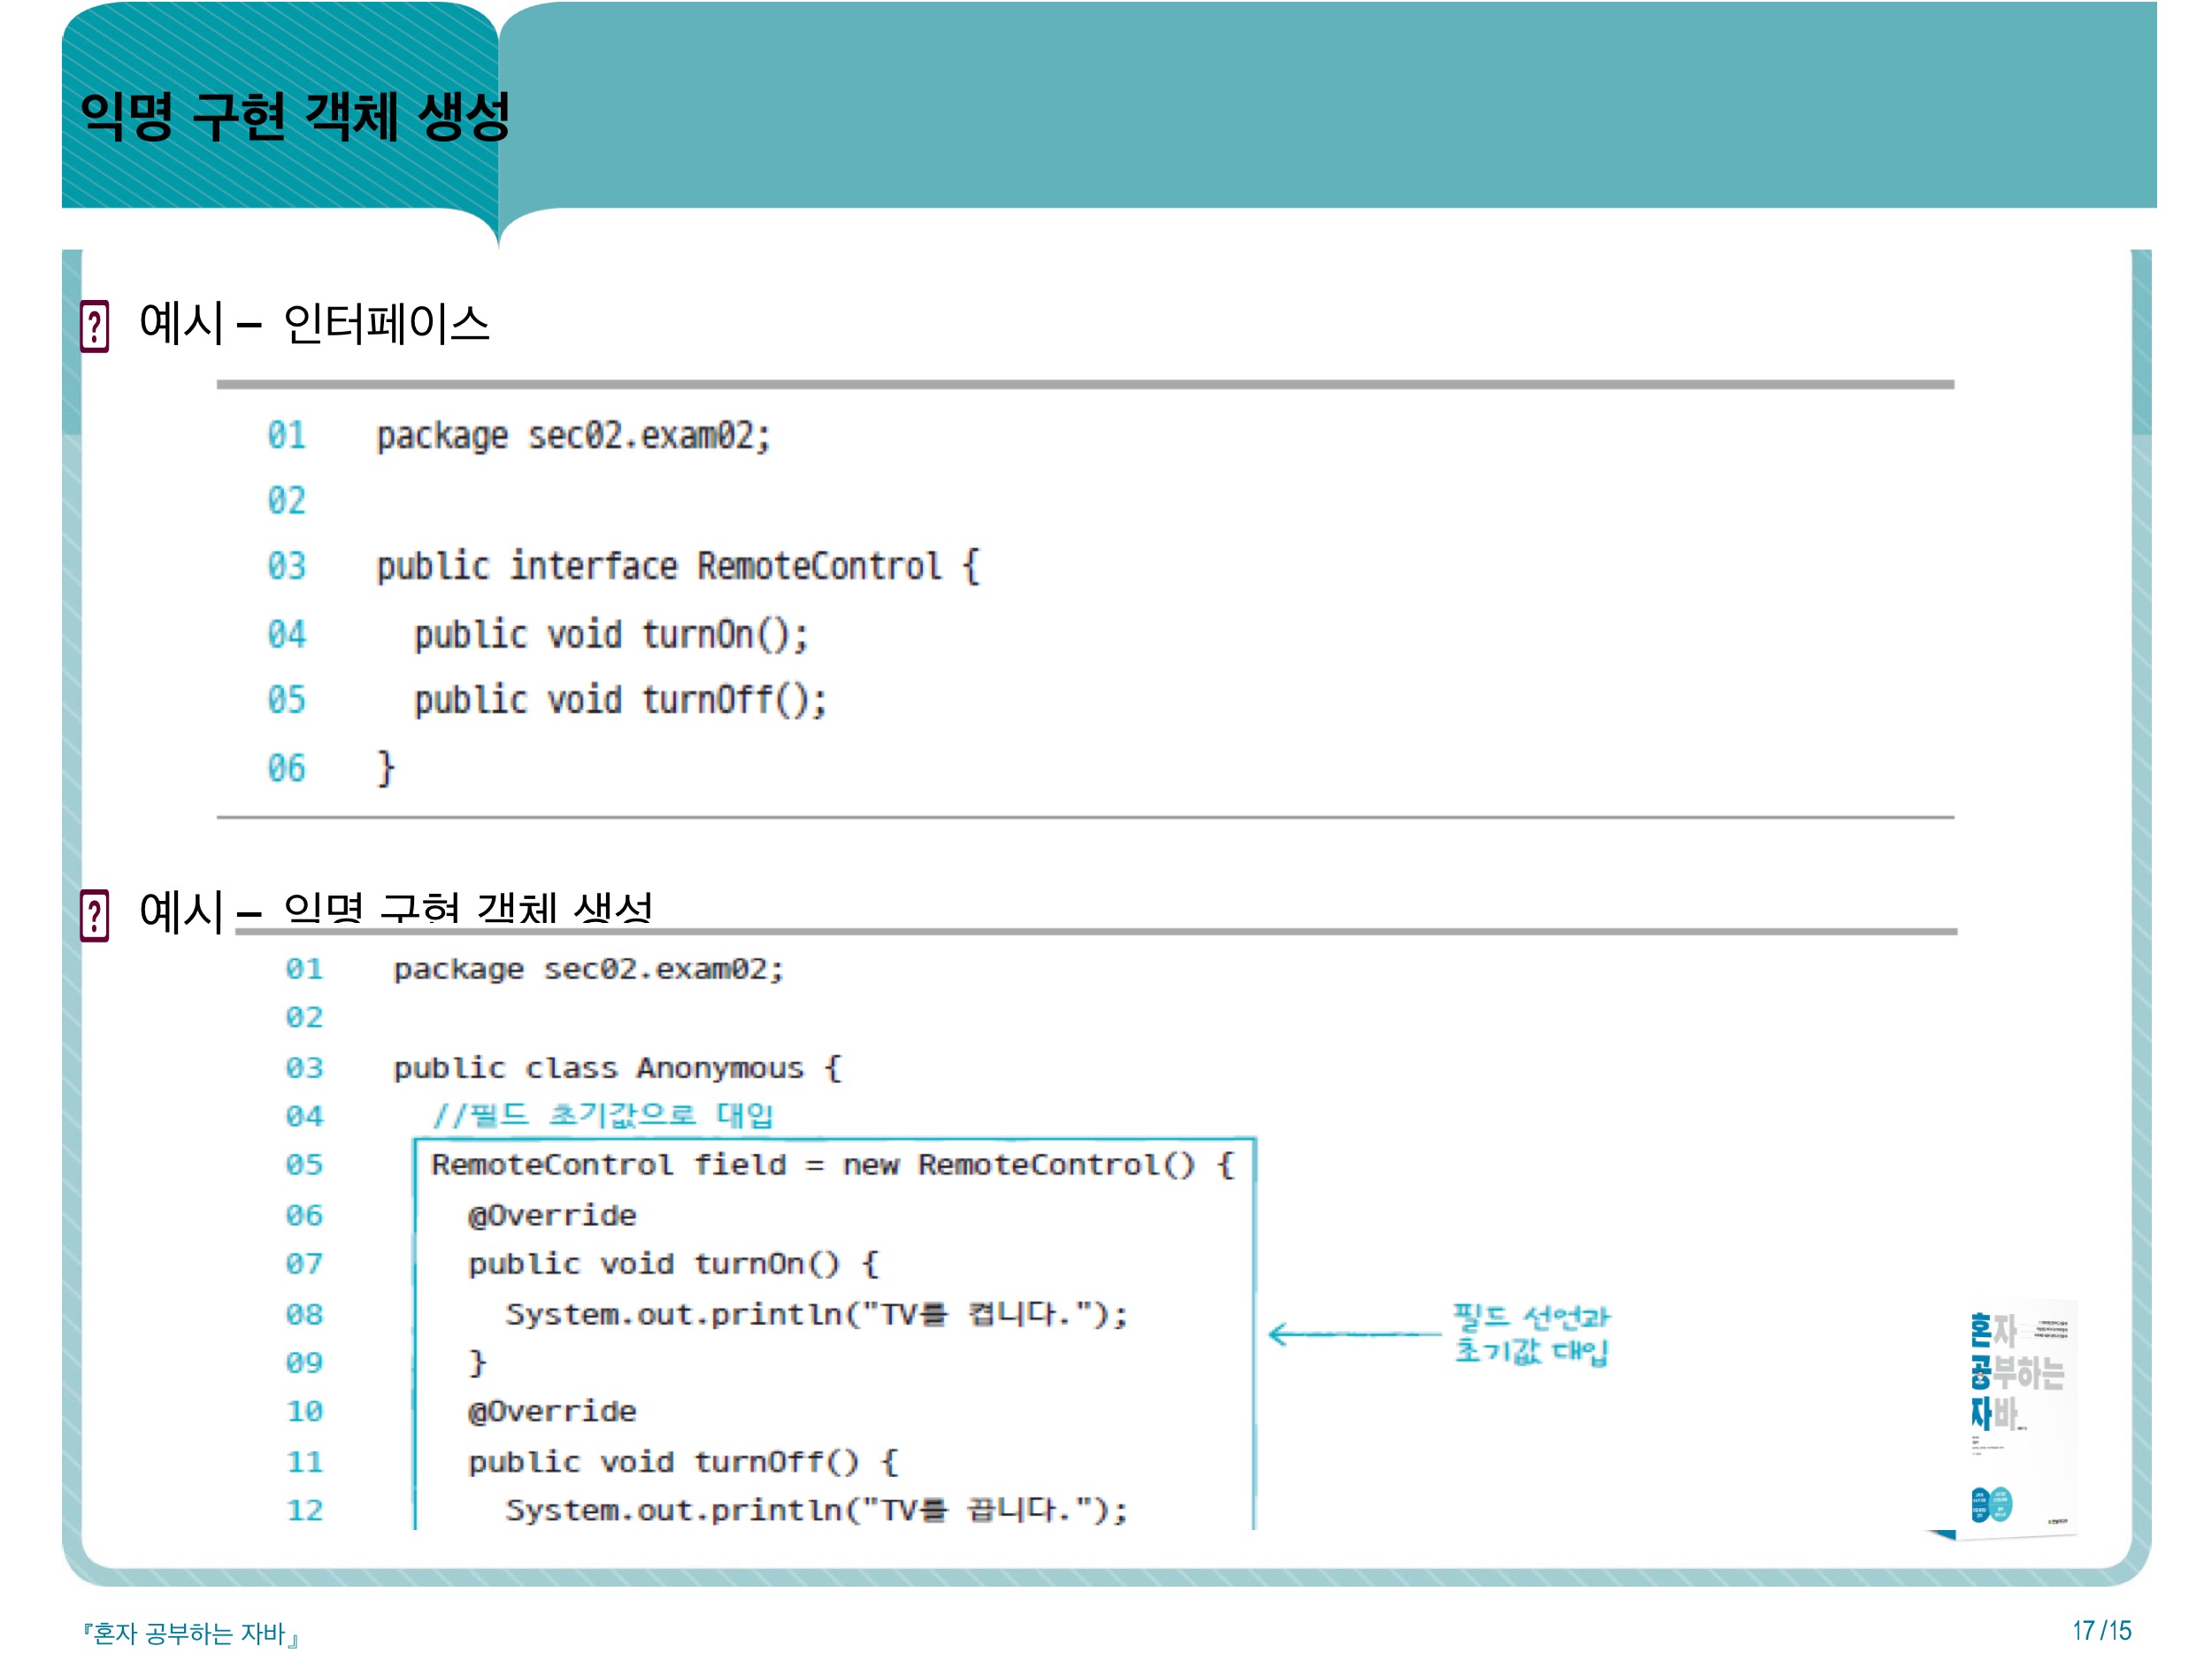 익명 구현 객체 생성
예시 – 인터페이스
01 package sec02.exam02;
02
03 public interface RemoteControl {
04 public void turnOn();
05 public void turnOff();
06 }
예시 – 익명 구현 객체 생성
01 package sec02.exam02;
02
03 public class Anonymous {
04 //필드 초기값으로 대입
05 RemoteControl field = new RemoteControl() {
06 @Override
07 public void turnOn() {
08 System.out.println("TV를 켭니다.");
09 }
10 @Override
11 public void turnOff() {
12 System.out.println("TV를 끕니다.");
필드 선언과
초기값 대입
혼자
공부하는
자바
『혼자 공부하는 자바』
17 /15